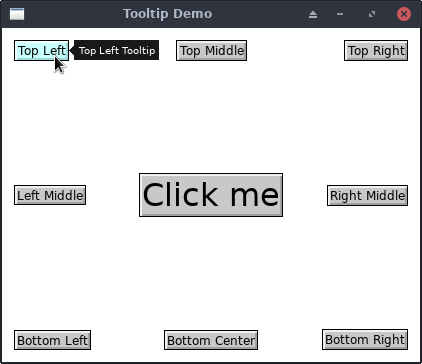 Tooltip Demo
Top Left
Top Left Tooltip
Top Middle
Top Right
Left Middle
Click me
Right Middle
Bottom Left
Bottom Center
Bottom Right